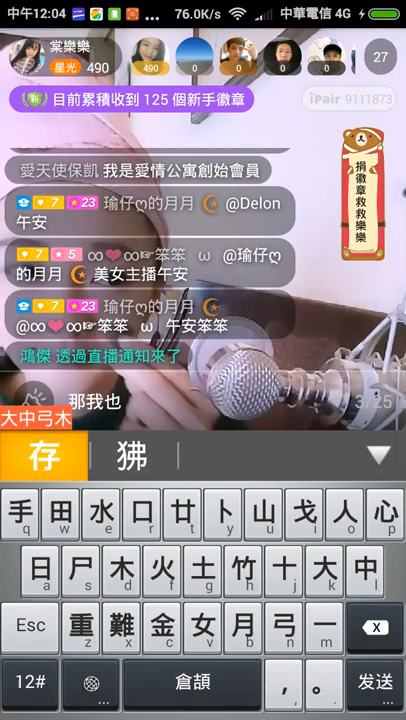 中午12:04 ... 76.0K/s 中華電信 4G
棠樂樂
星光 490
490 0 0 0 0 27
新 目前累積收到 125 個新手徽章
iPair 9111873
捐徽章救救樂樂
愛天使保凱 我是愛情公寓創始會員
7 23 瑜仔ღ的月月 @Delon
午安
7 5 ∞❤∞☞笨笨 ω @瑜仔ღ
的月月 美女主播午安
7 23 瑜仔ღ的月月
@∞❤∞☞笨笨 ω 午安笨笨
鴻傑 透過直播通知來了
那我也 3/25
大中弓木
存 狒
手 田 水 口 廿 卜 山 戈 人 心
q w e r t y u i o p
日 尸 木 火 土 竹 十 大 中
a s d f g h j k l
Esc 重 難 金 女 月 弓 一 X
z x c v b n m
12# ... 倉頡 , 。 ... 发送